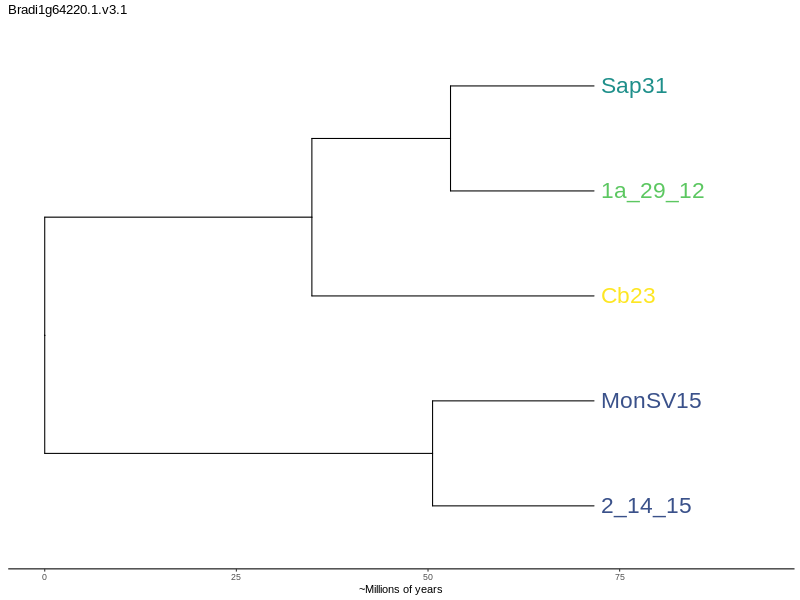 Bradi1g64220.1.v3.1
Sap31
1a_29_12
Cb23
MonSV15
2_14_15
0 25 50 75
~Millions of years